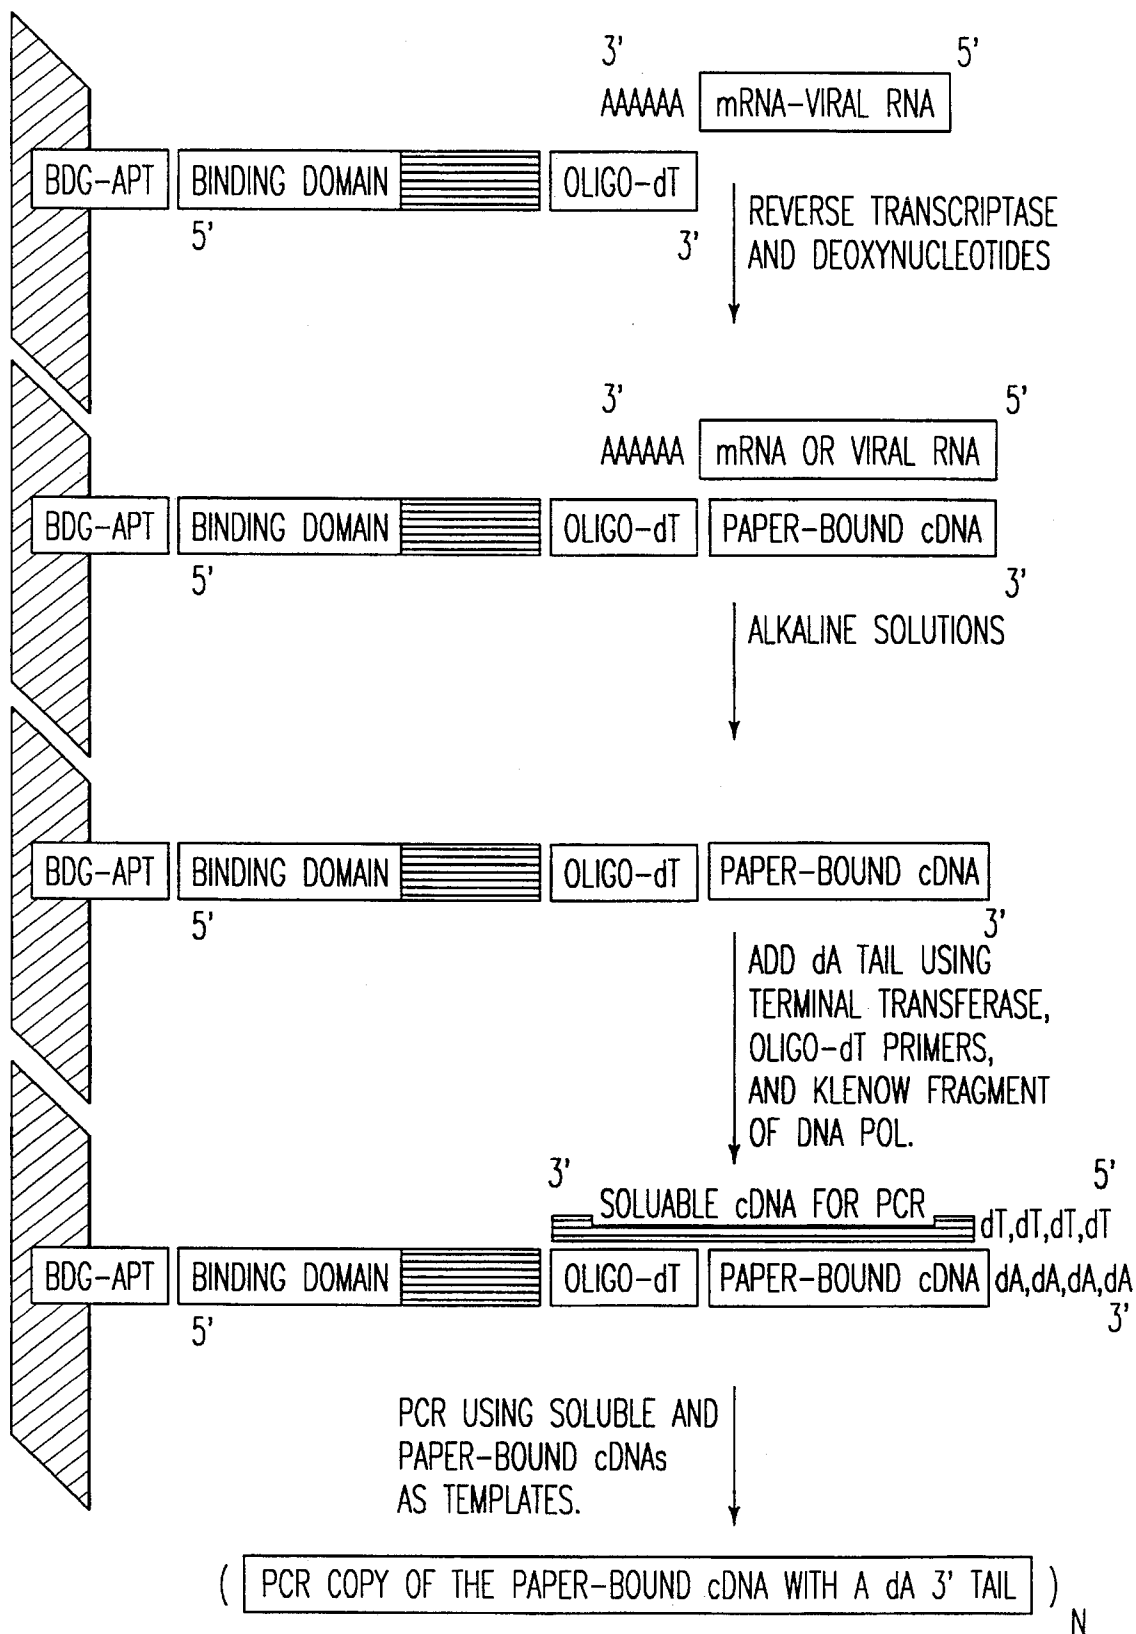 3' 5'
AAAAAA mRNA-VIRAL RNA
BDG-APT BINDING DOMAIN OLIGO-dT
5' 3'
REVERSE TRANSCRIPTASE
AND DEOXYNUCLEOTIDES
3' 5'
AAAAAA mRNA OR VIRAL RNA
BDG-APT BINDING DOMAIN OLIGO-dT PAPER-BOUND cDNA
5' 3'
ALKALINE SOLUTIONS
BDG-APT BINDING DOMAIN OLIGO-dT PAPER-BOUND cDNA
5' 3'
ADD dA TAIL USING
TERMINAL TRANSFERASE,
OLIGO-dT PRIMERS,
AND KLENOW FRAGMENT
OF DNA POL.
3' 5'
SOLUABLE cDNA FOR PCR dT,dT,dT,dT
BDG-APT BINDING DOMAIN OLIGO-dT PAPER-BOUND cDNA dA,dA,dA,dA
5' 3'
PCR USING SOLUBLE AND
PAPER-BOUND cDNAs
AS TEMPLATES.
( PCR COPY OF THE PAPER-BOUND cDNA WITH A dA 3' TAIL )
N